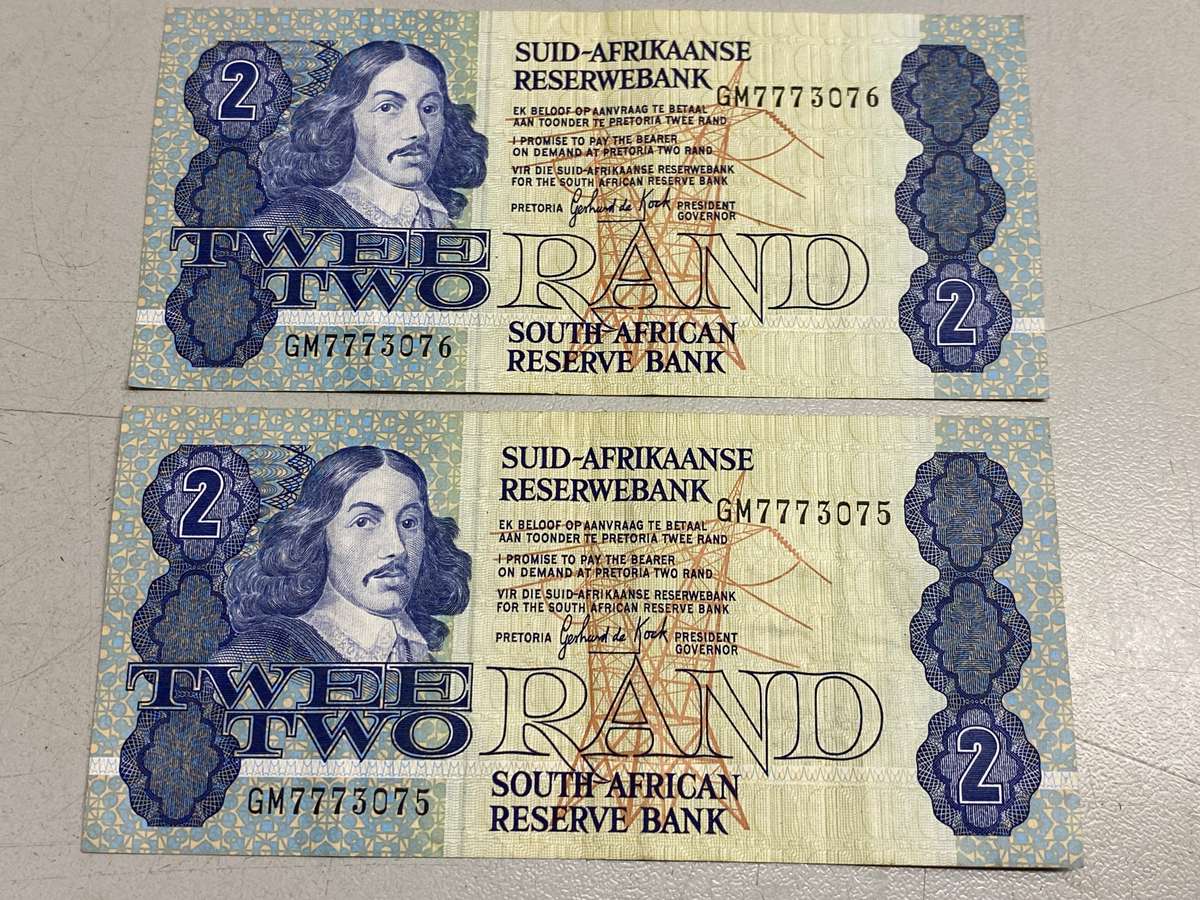 2
SUID-AFRIKAANSE
RESERWEBANK
GM7773076
EK BELOOF OP AANVRAAG TE BETAAL
AAN TOONDER TE PRETORIA TWEE RAND
I PROMISE TO PAY THE BEARER
ON DEMAND AT PRETORIA TWO RAND
VIR DIE SUID-AFRIKAANSE RESERWEBANK
FOR THE SOUTH AFRICAN RESERVE BANK
PRETORIA Gerhard de Kock PRESIDENT
GOVERNOR
TWEE
TWO RAND
2
SOUTH AFRICAN
GM7773076 RESERVE BANK
2
SUID-AFRIKAANSE
RESERWEBANK
GM7773075
EK BELOOF OP AANVRAAG TE BETAAL
AAN TOONDER TE PRETORIA TWEE RAND
I PROMISE TO PAY THE BEARER
ON DEMAND AT PRETORIA TWO RAND
VIR DIE SUID-AFRIKAANSE RESERWEBANK
FOR THE SOUTH AFRICAN RESERVE BANK
PRETORIA Gerhard de Kock PRESIDENT
GOVERNOR
TWEE
TWO RAND
2
SOUTH AFRICAN
GM7773075 RESERVE BANK